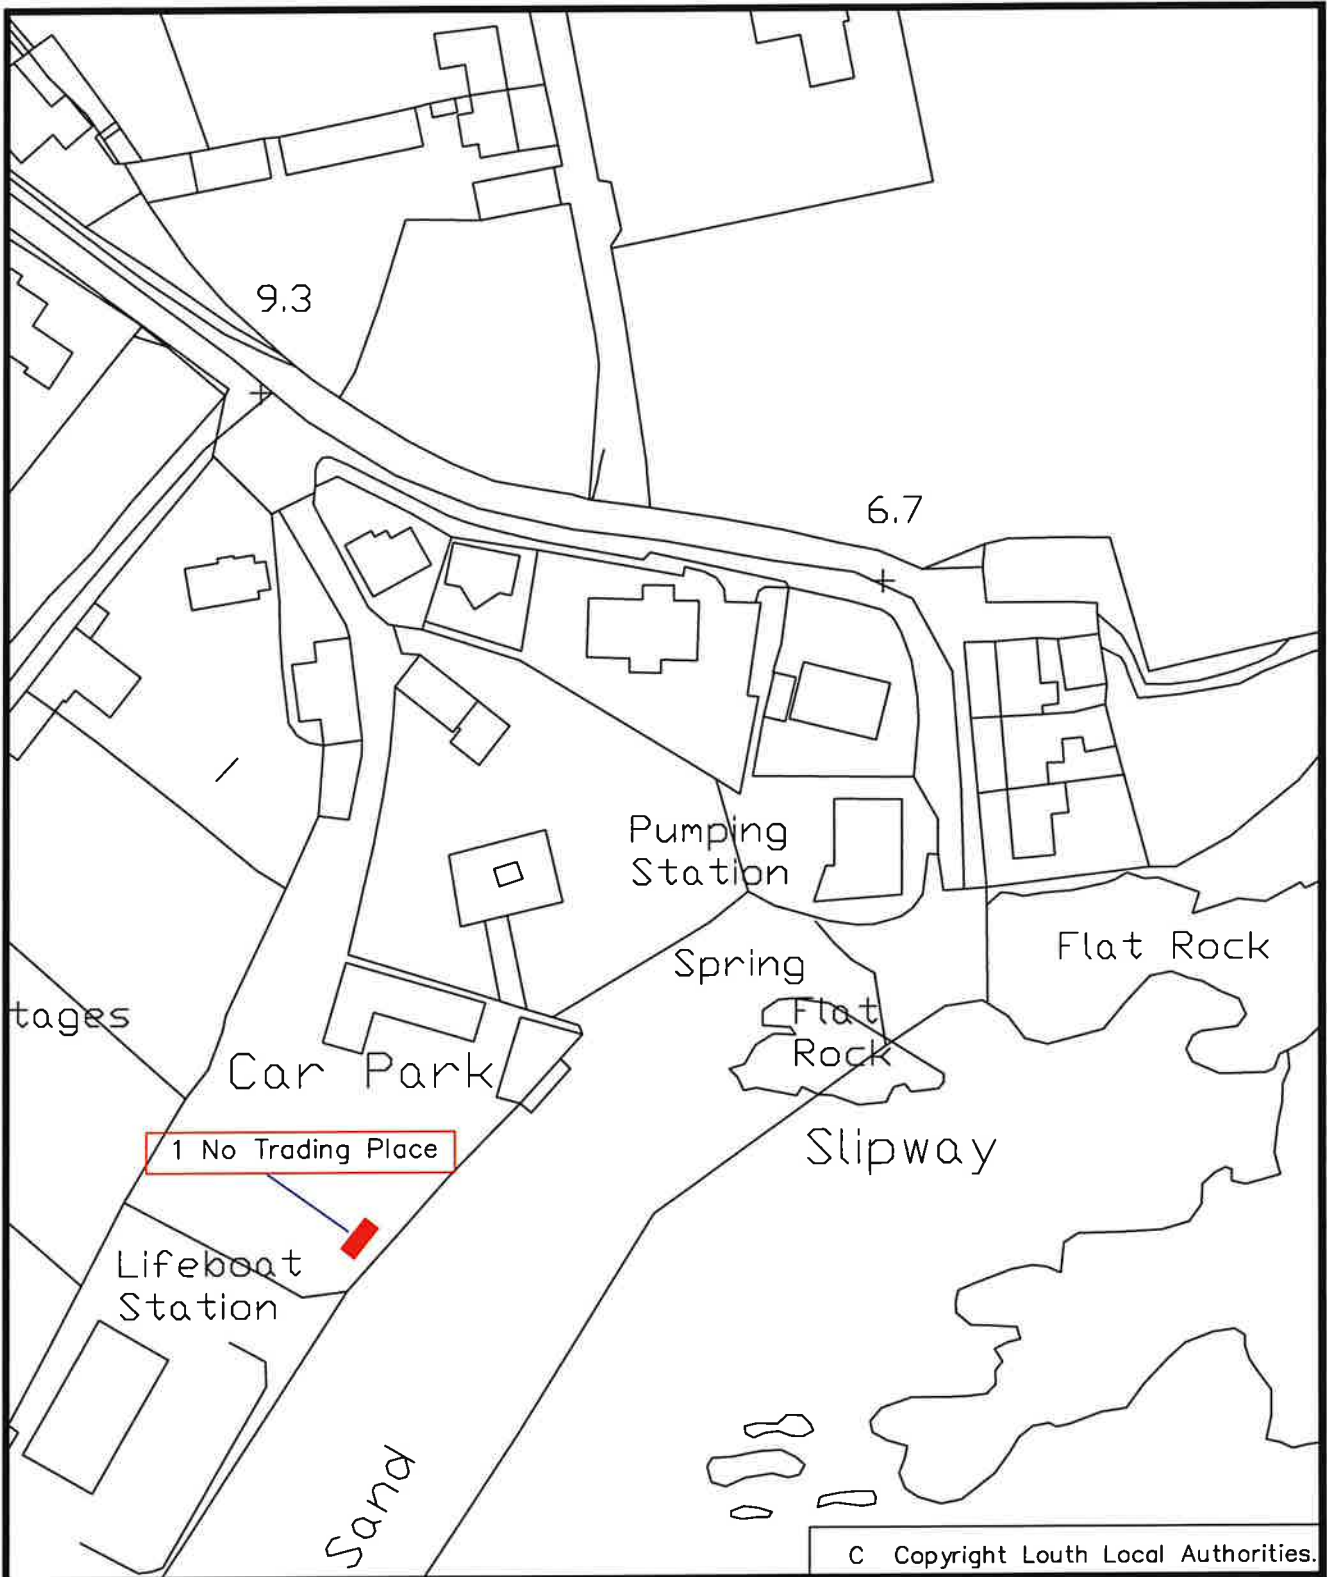 9.3
6.7
Pumping
Station
Spring
Flat Rock
Flat
Rock
tages
Car Park
Slipway
1 No Trading Place
Lifeboat
Station
Sand
C Copyright Louth Local Authorities.